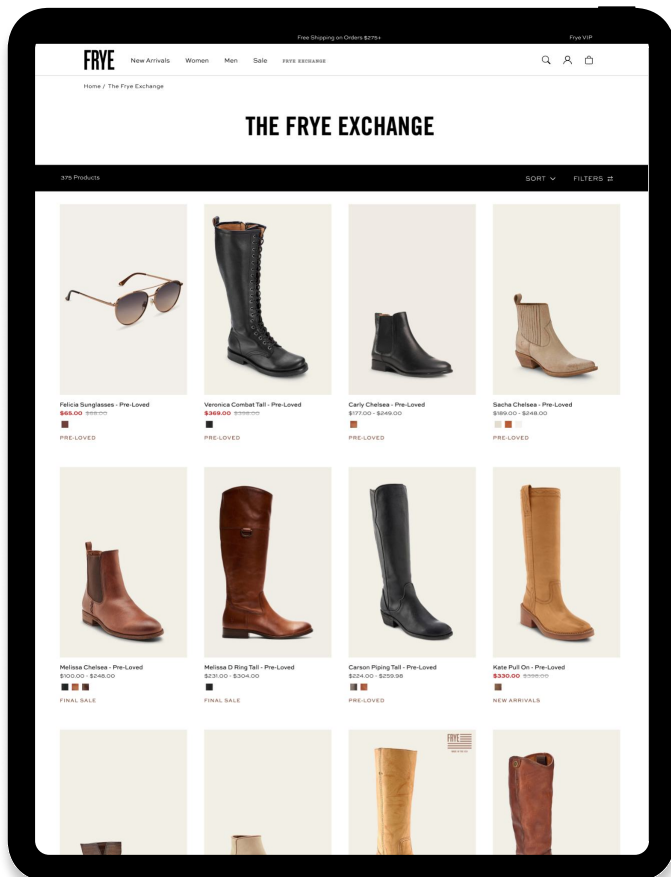 Free Shipping on Orders $275+
Frye VIP
FRYE New Arrivals Women Men Sale FRYE EXCHANGE
Home / The Frye Exchange
THE FRYE EXCHANGE
375 Products SORT FILTERS
Felicia Sunglasses - Pre-Loved
$65.00
PRE-LOVED
Veronica Combat Tall - Pre-Loved
$369.00 $398.00
PRE-LOVED
Carly Chelsea - Pre-Loved
$177.00 - $249.00
PRE-LOVED
Sacha Chelsea - Pre-Loved
$189.00 - $248.00
PRE-LOVED
Melissa Chelsea - Pre-Loved
$100.00 - $248.00
FINAL SALE
Melissa D Ring Tall - Pre-Loved
$231.00 - $304.00
FINAL SALE
Carson Piping Tall - Pre-Loved
$224.00 - $259.98
PRE-LOVED
Kate Pull On - Pre-Loved
$330.00 $398.00
NEW ARRIVALS
FRYE